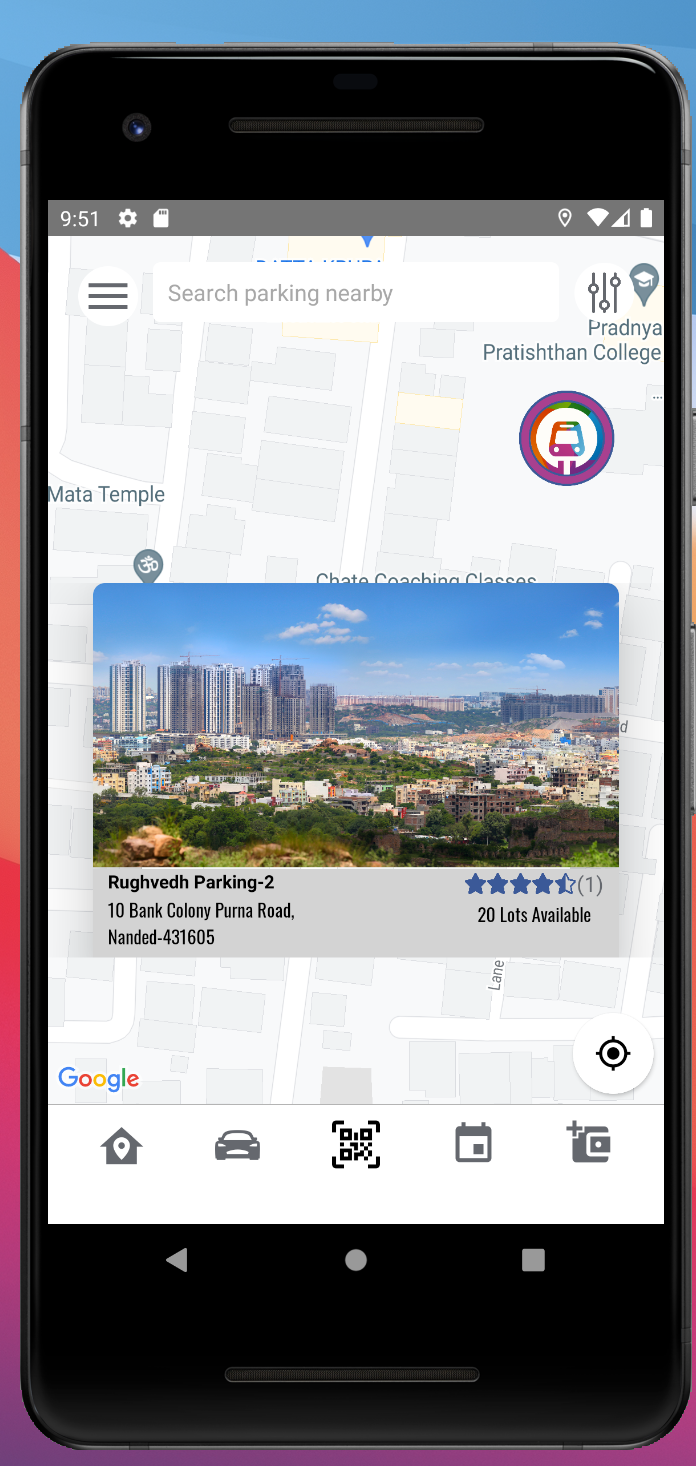 9:51
Search parking nearby
Pradnya
Pratishthan College
...
Mata Temple
Chate Coaching Classes
Rughvedh Parking-2
(1)
10 Bank Colony Purna Road,
20 Lots Available
Nanded-431605
Lane
Google